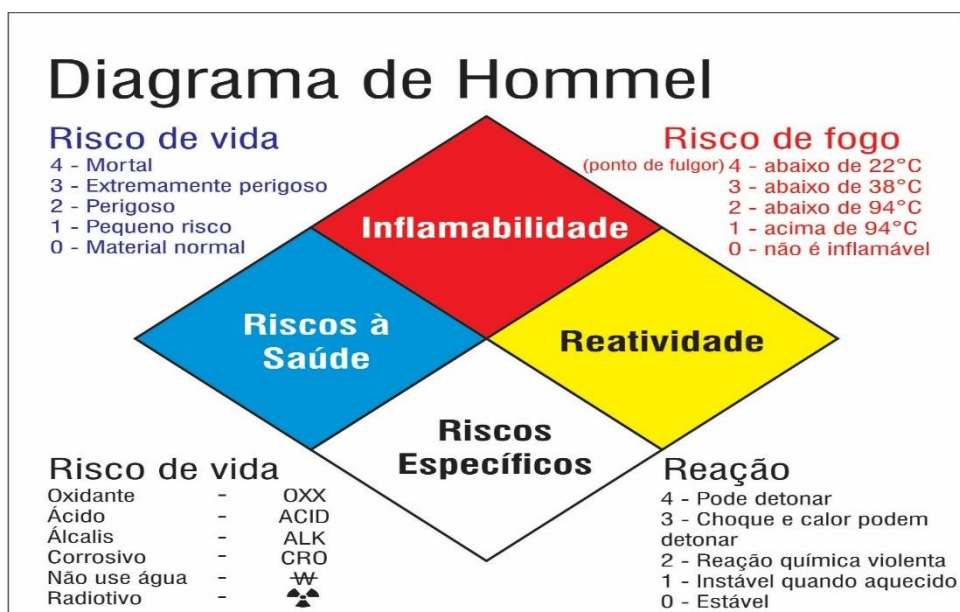 Diagrama de Hommel
Risco de vida
4 - Mortal
3 - Extremamente perigoso
2 - Perigoso
1 - Pequeno risco
0 - Material normal
Risco de fogo
(ponto de fulgor) 4 - abaixo de 22°C
3 - abaixo de 38°C
2 - abaixo de 94°C
1 - acima de 94°C
0 - não é inflamável
Inflamabilidade
Riscos à
Saúde
Reatividade
Riscos
Específicos
Risco de vida
Oxidante - OXX
Ácido - ACID
Álcalis - ALK
Corrosivo - CRO
Não use água - W
Radiotivo -
Reação
4 - Pode detonar
3 - Choque e calor podem
detonar
2 - Reação química violenta
1 - Instável quando aquecido
0 - Estável